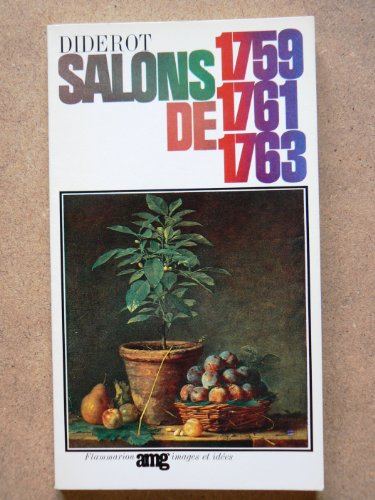 DIDEROT
SALONS 1759
DE 1761
1763
Flammarion amg images et idées